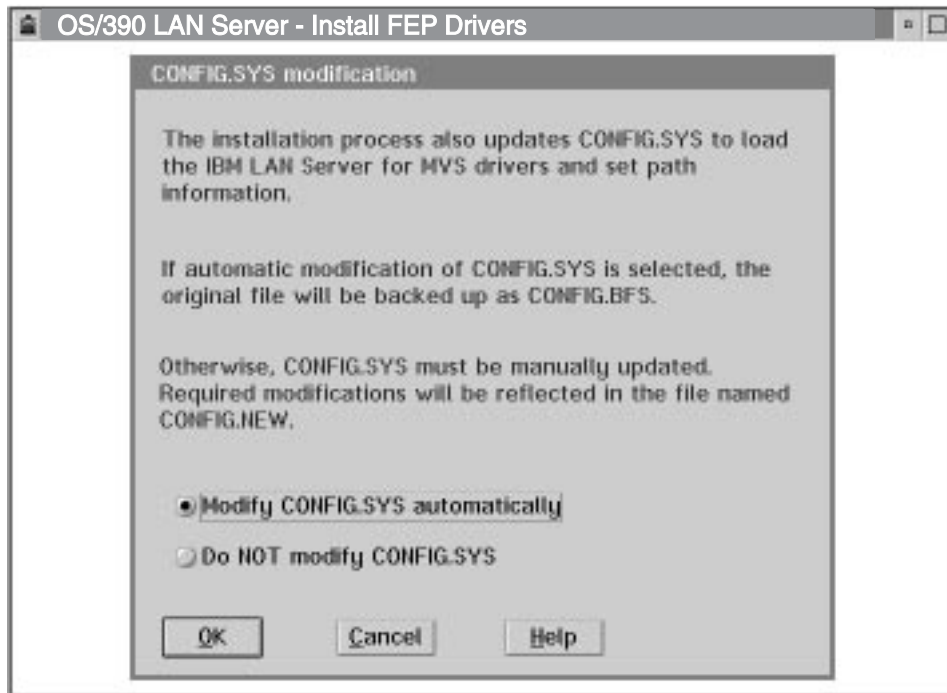 OS/390 LAN Server - Install FEP Drivers
CONFIG.SYS modification
The installation process also updates CONFIG.SYS to load
the IBM LAN Server for MVS drivers and set path
information.
If automatic modification of CONFIG.SYS is selected, the
original file will be backed up as CONFIG.BFS.
Otherwise, CONFIG.SYS must be manually updated.
Required modifications will be reflected in the file named
CONFIG.NEW.
Modify CONFIG.SYS automatically
Do NOT modify CONFIG.SYS
OK
Cancel
Help